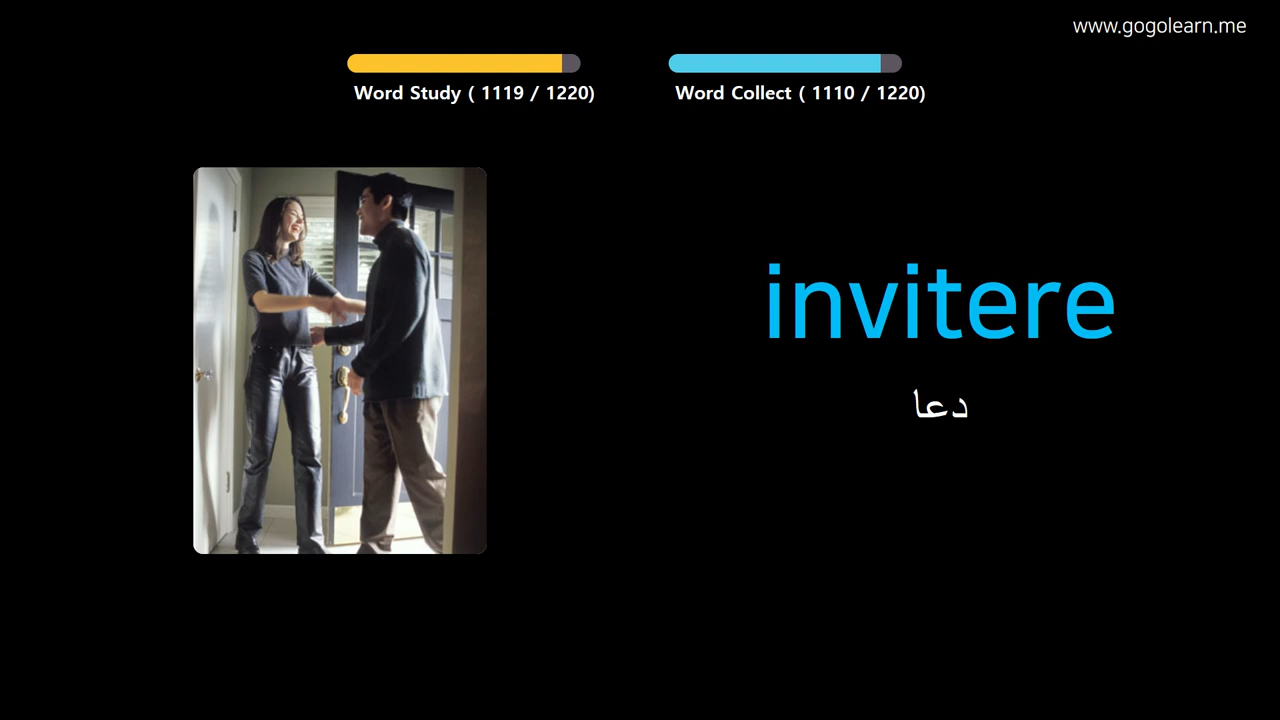 www.gogolearn.me
Word Study ( 1119 / 1220)
Word Collect ( 1110 / 1220)
invitere
دعا